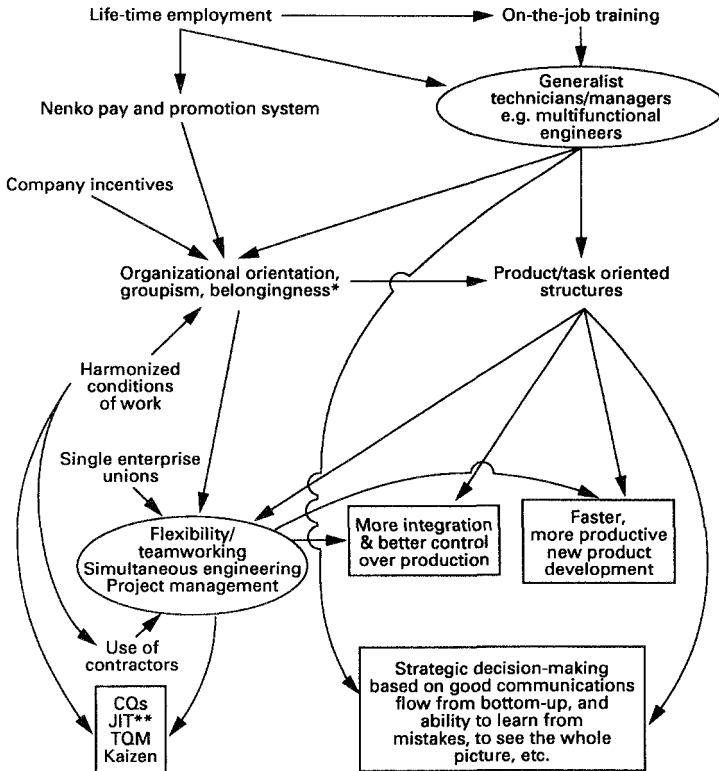 Life-time employment
On-the-job training
Generalist
technicians/managers
e.g. multifunctional
engineers
Nenko pay and promotion system
Company incentives
Organizational orientation,
groupism, belongingness*
Product/task oriented
structures
Harmonized
conditions
of work
Single enterprise
unions
Flexibility/
teamworking
Simultaneous engineering
Project management
More integration
& better control
over production
Faster,
more productive
new product
development
Use of
contractors
CQs
JIT**
TQM
Kaizen
Strategic decision-making
based on good communications
flow from bottom-up, and
ability to learn from
mistakes, to see the whole
picture, etc.